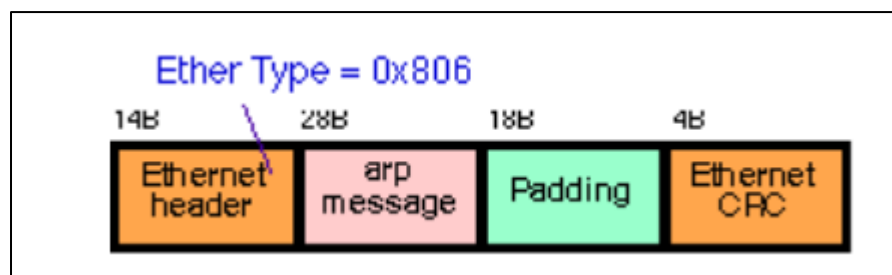 Ether Type = 0x806
14B 28B 18B 4B
Ethernet header
arp message
Padding
Ethernet CRC